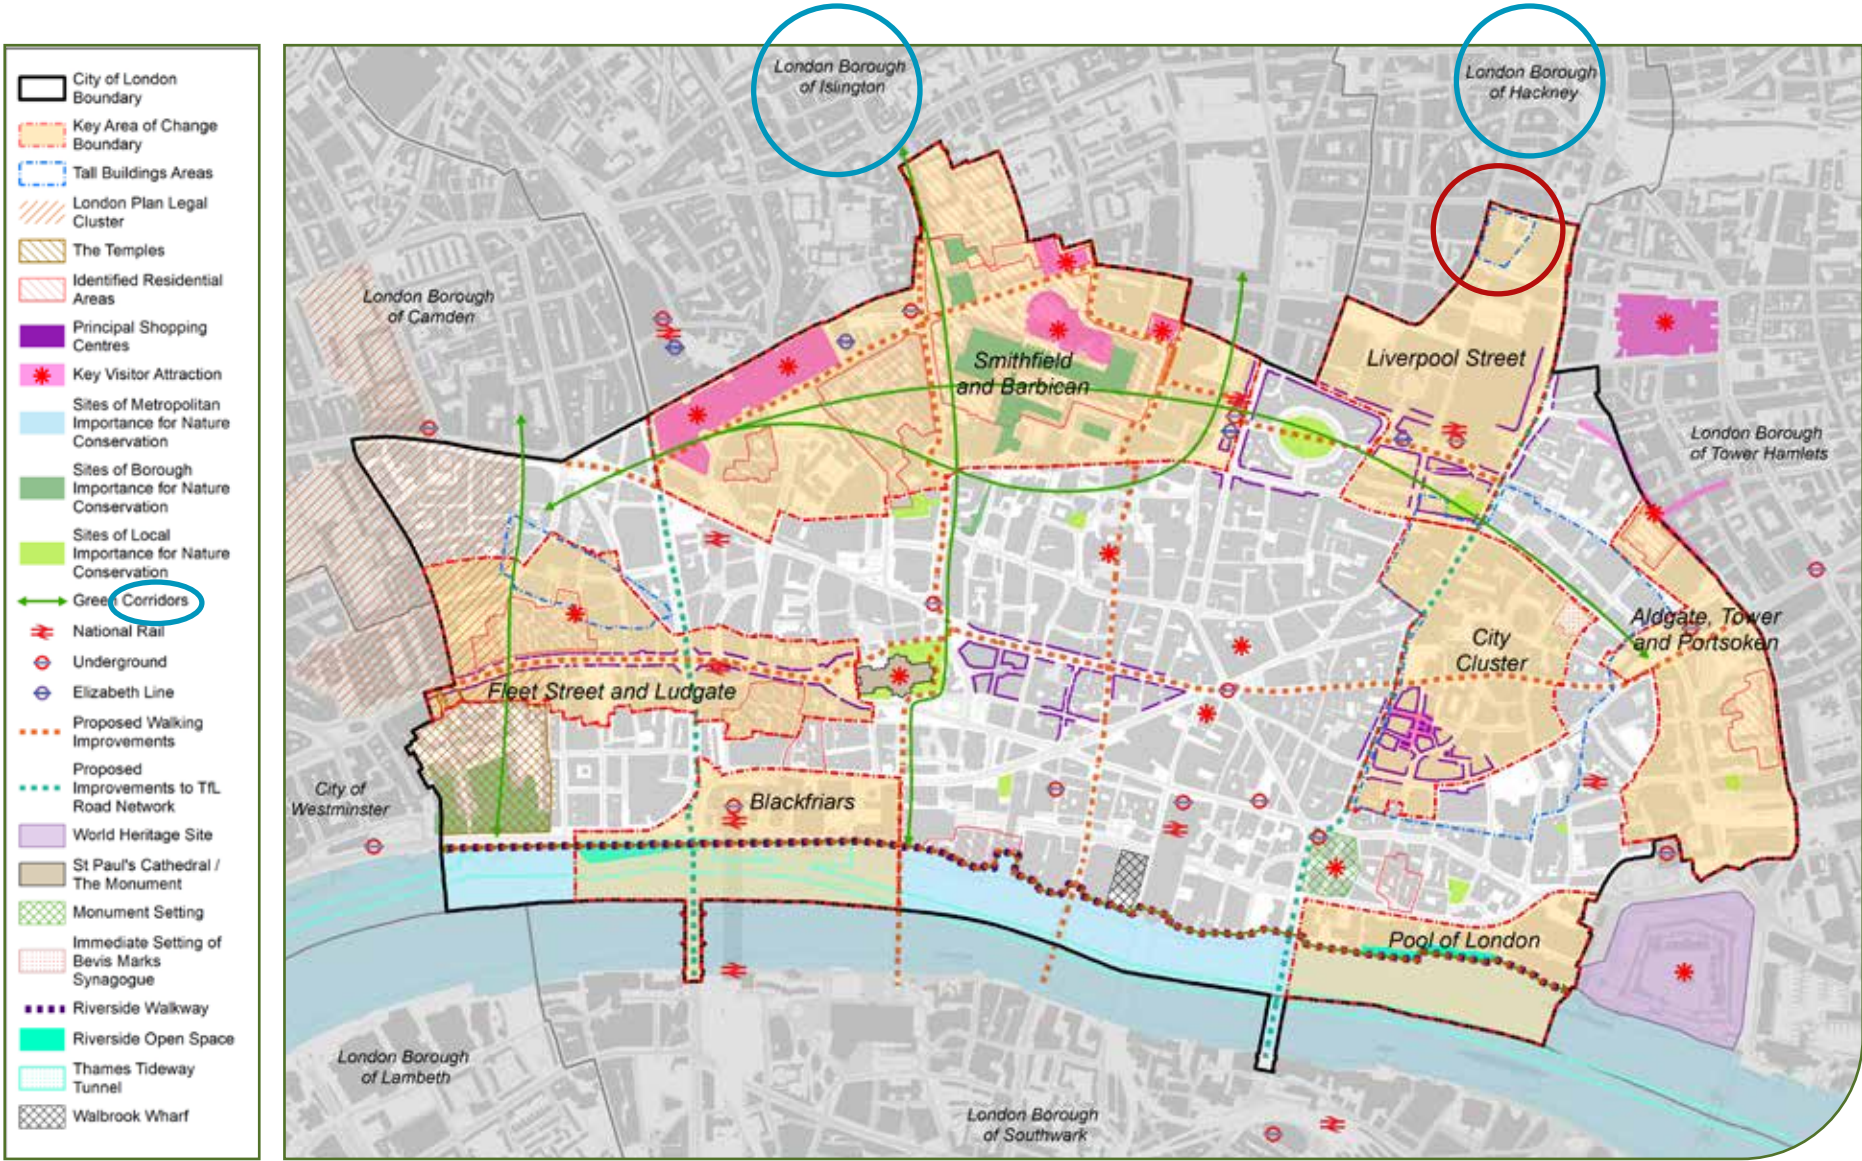 City of London
Boundary
Key Area of Change
Boundary
Tall Buildings Areas
London Plan Legal
Cluster
The Temples
Identified Residential
Areas
Principal Shopping
Centres
Key Visitor Attraction
Sites of Metropolitan
Importance for Nature
Conservation
Sites of Borough
Importance for Nature
Conservation
Sites of Local
Importance for Nature
Conservation
Green Corridors
National Rail
Underground
Elizabeth Line
Proposed Walking
Improvements
Proposed
Improvements to TfL
Road Network
World Heritage Site
St Paul's Cathedral /
The Monument
Monument Setting
Immediate Setting of
Bevis Marks
Synagogue
Riverside Walkway
Riverside Open Space
Thames Tideway
Tunnel
Walbrook Wharf
London Borough
of Islington
London Borough
of Hackney
London Borough
of Camden
Smithfield
and Barbican
Liverpool Street
London Borough
of Tower Hamlets
Aldgate, Tower
and Portsoken
City
Cluster
Fleet Street and Ludgate
City of
Westminster
Blackfriars
Pool of London
London Borough
of Lambeth
London Borough
of Southwark